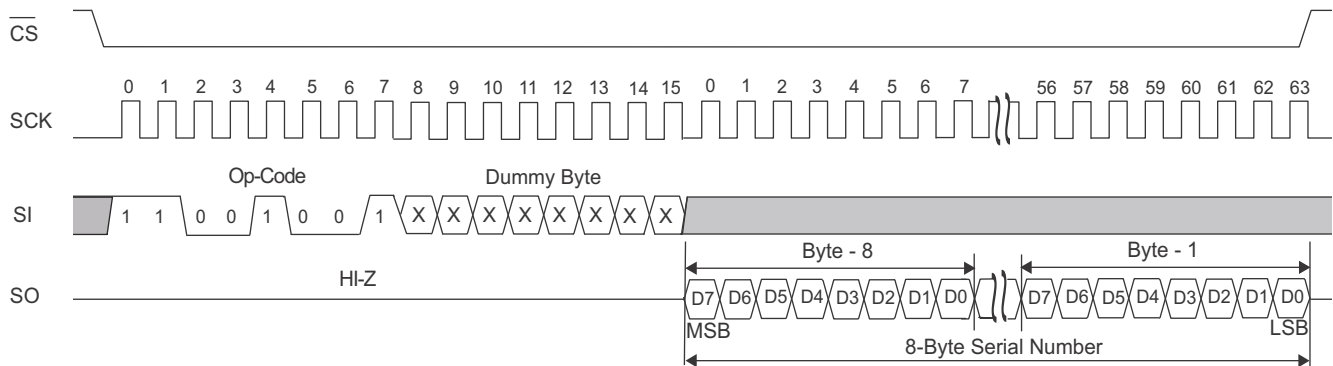 CS
0 1 2 3 4 5 6 7 8 9 10 11 12 13 14 15 0 1 2 3 4 5 6 7 56 57 58 59 60 61 62 63
SCK
Op-Code Dummy Byte
SI 1 1 0 0 1 0 0 1 X X X X X X X X
Byte - 8 Byte - 1
HI-Z
SO D7 D6 D5 D4 D3 D2 D1 D0 D7 D6 D5 D4 D3 D2 D1 D0
MSB LSB
8-Byte Serial Number